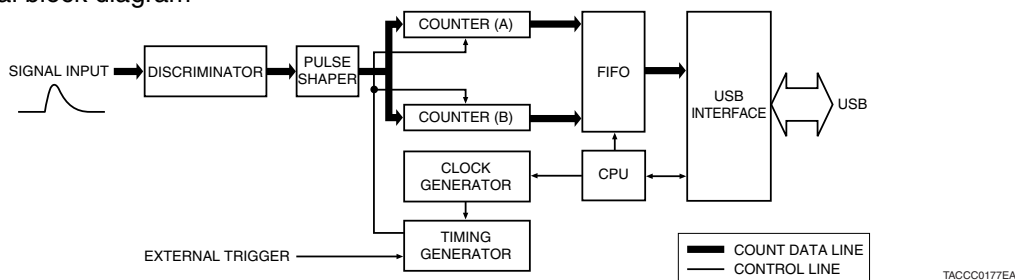 al block diagram
SIGNAL INPUT
DISCRIMINATOR
PULSE
SHAPER
COUNTER (A)
COUNTER (B)
FIFO
USB
INTERFACE
USB
CLOCK
GENERATOR
CPU
TIMING
GENERATOR
EXTERNAL TRIGGER
COUNT DATA LINE
CONTROL LINE
TACCC0177EA